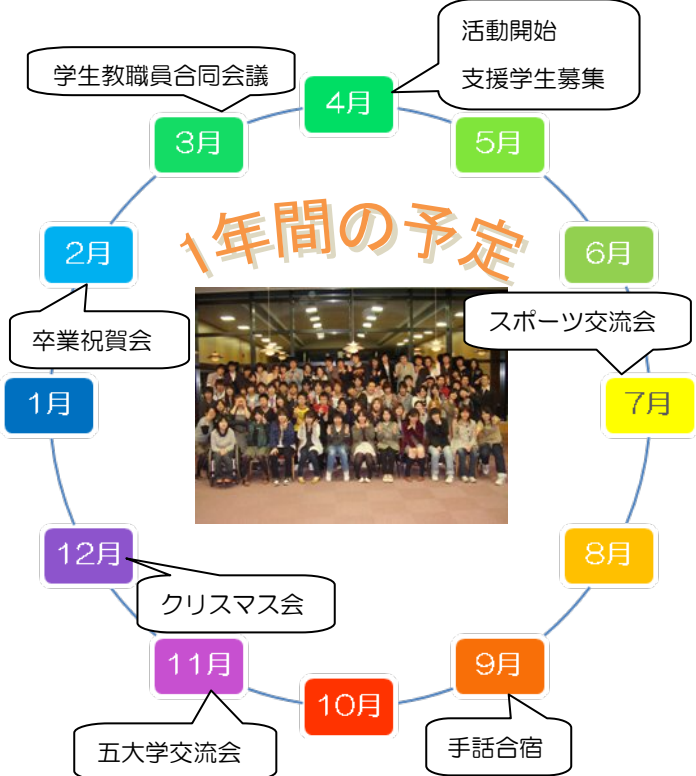 1年間の予定
4月
活動開始
支援学生募集
5月
6月
7月
スポーツ交流会
8月
9月
手話合宿
10月
11月
五大学交流会
12月
クリスマス会
1月
2月
卒業祝賀会
3月
学生教職員合同会議